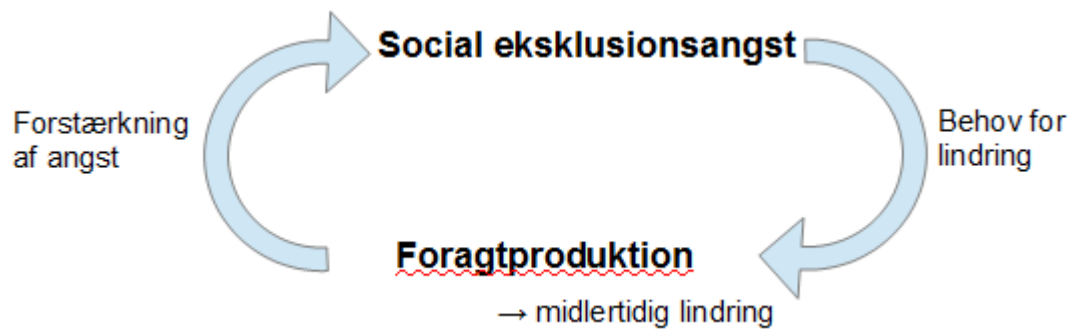 Social eksklusionsangst
Forstærkning
af angst
Behov for
lindring
Foragtproduktion
→ midlertidig lindring